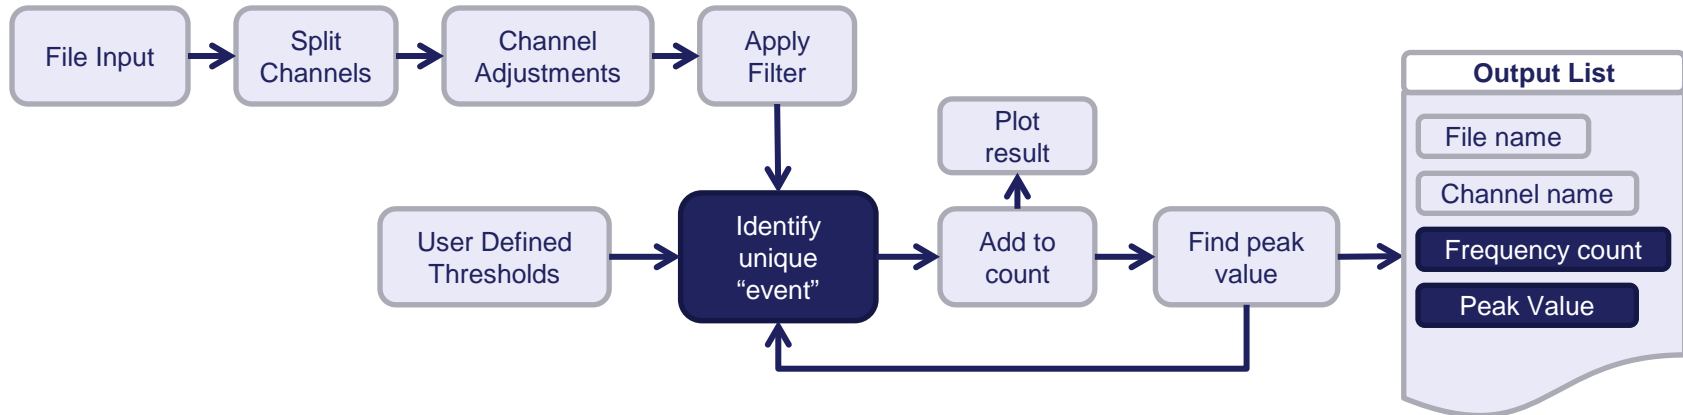 File Input
Split
Channels
Channel
Adjustments
Apply
Filter
Output List
File name
Channel name
Frequency count
Peak Value
Plot
result
User Defined
Thresholds
Identify
unique
“event”
Add to
count
Find peak
value